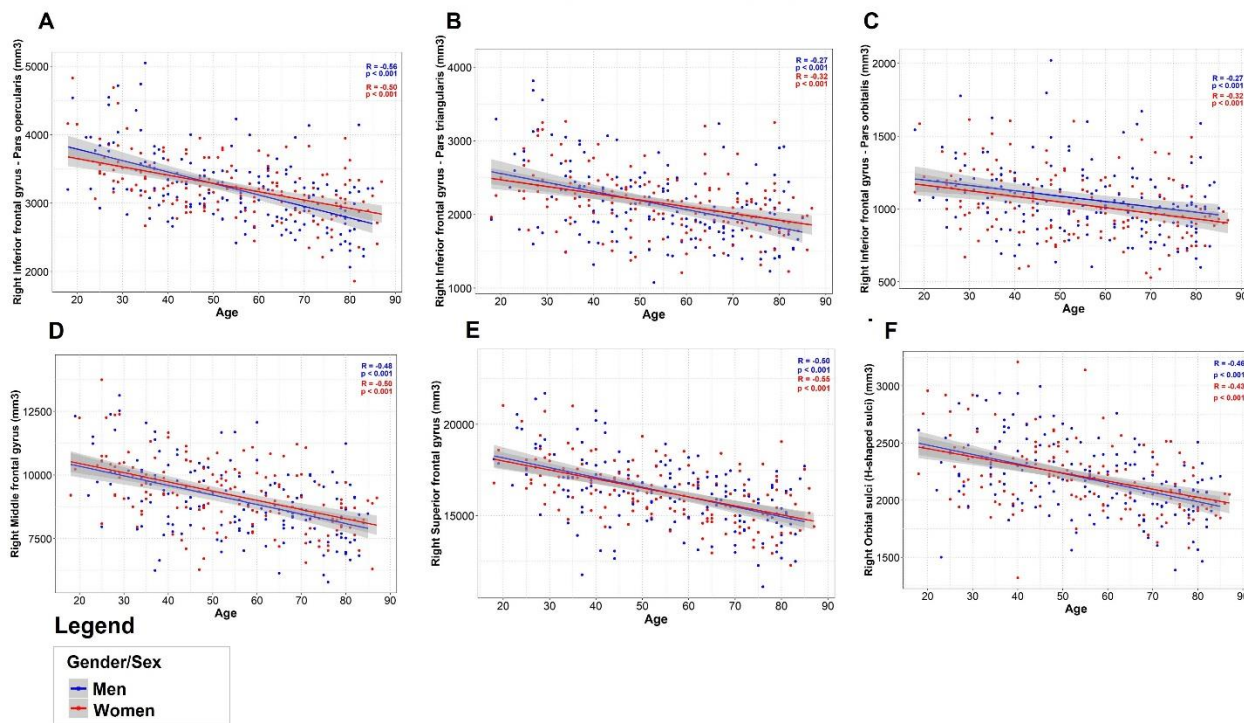 A
Right Inferior frontal gyrus - Pars opercularis (mm3)
5000
4000
3000
2000
R = -0.56
p < 0.001
R = -0.50
p < 0.001
20 30 40 50 60 70 80 90
Age
B
Right Inferior frontal gyrus - Pars triangularis (mm3)
4000
3000
2000
1000
R = -0.27
p < 0.001
R = -0.32
p < 0.001
20 30 40 50 60 70 80 90
Age
C
Right Inferior frontal gyrus - Pars orbitalis (mm3)
2000
1500
1000
500
R = -0.27
p < 0.001
R = -0.32
p < 0.001
20 30 40 50 60 70 80 90
Age
D
Right Middle frontal gyrus (mm3)
12500
10000
7500
R = -0.48
p < 0.001
R = -0.50
p < 0.001
20 30 40 50 60 70 80 90
Age
E
Right Superior frontal gyrus (mm3)
20000
15000
R = -0.60
p < 0.001
R = -0.55
p < 0.001
20 30 40 50 60 70 80 90
Age
F
Right Orbital sulci (H-shaped sulci) (mm3)
3000
2500
2000
1500
R = -0.46
p < 0.001
R = -0.43
p < 0.001
20 30 40 50 60 70 80 90
Age
Legend
Gender/Sex
Men
Women